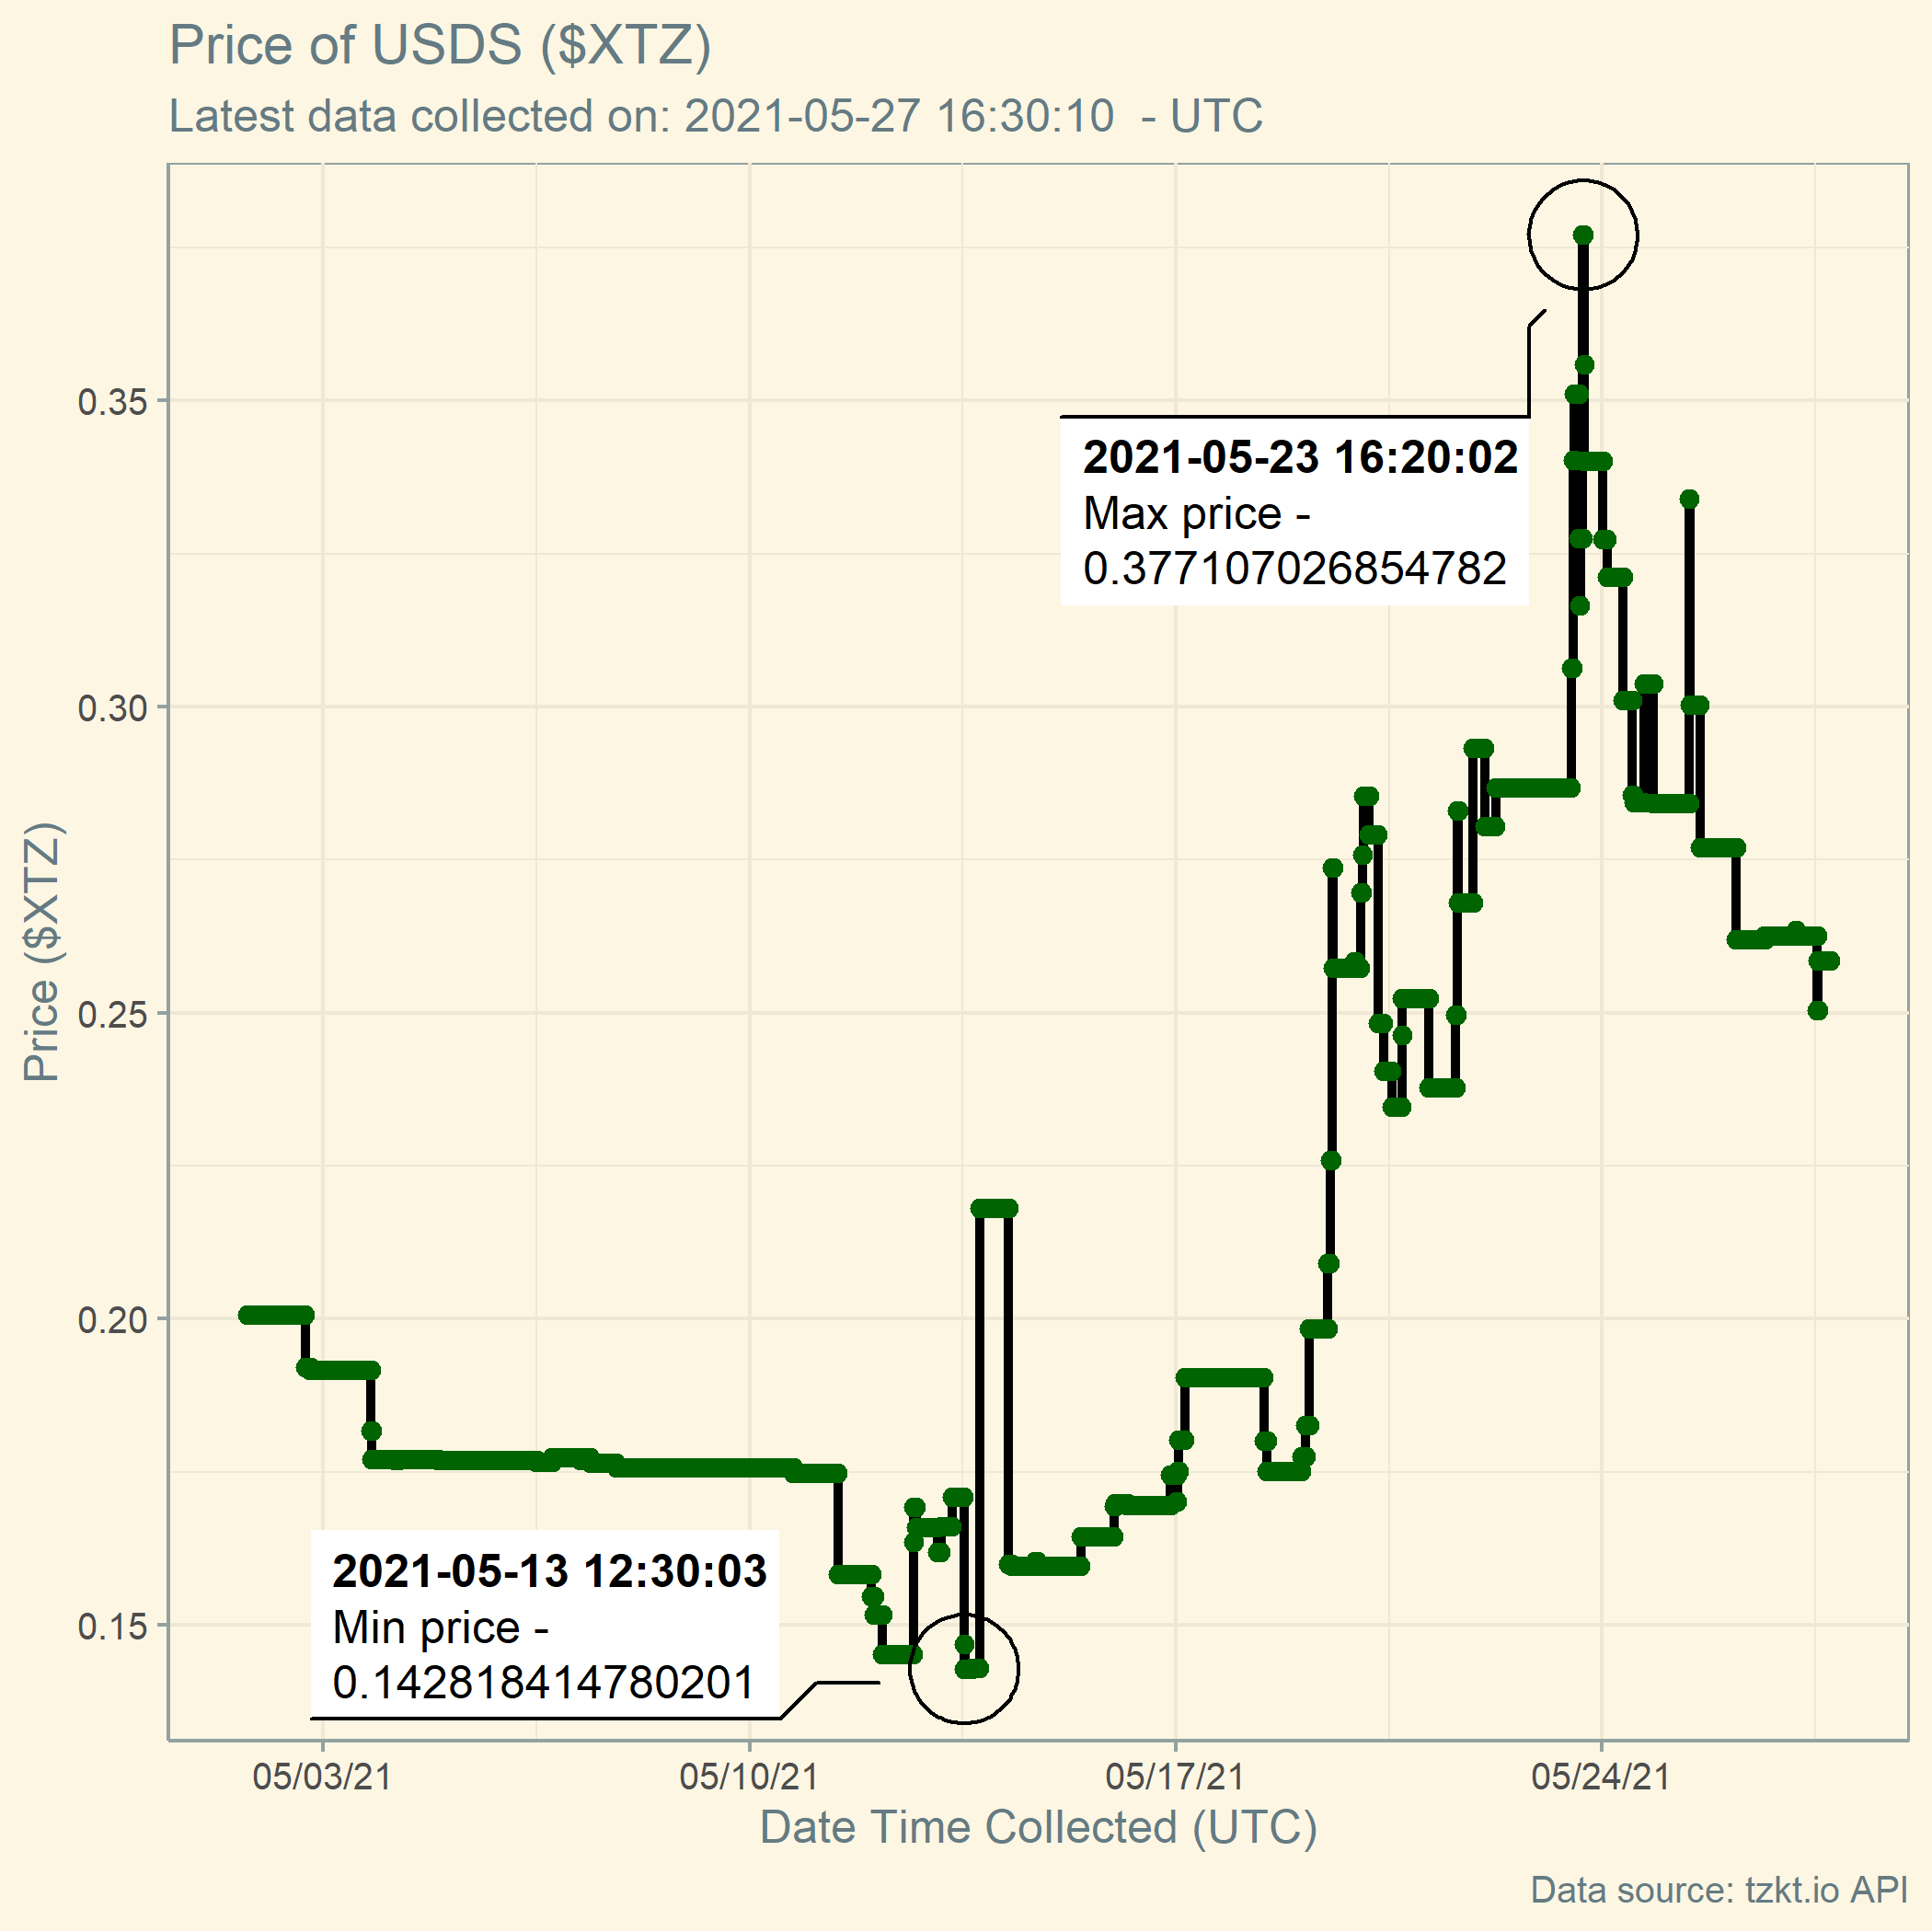 Price of USDS ($XTZ)
Latest data collected on: 2021-05-27 16:30:10  - UTC
2021-05-23 16:20:02
Max price -
0.377107026854782
0.35
0.30
0.25
0.20
0.15
Price ($XTZ)
2021-05-13 12:30:03
Min price -
0.142818414780201
05/03/21
05/10/21
05/17/21
05/24/21
Date Time Collected (UTC)
Data source: tzkt.io API